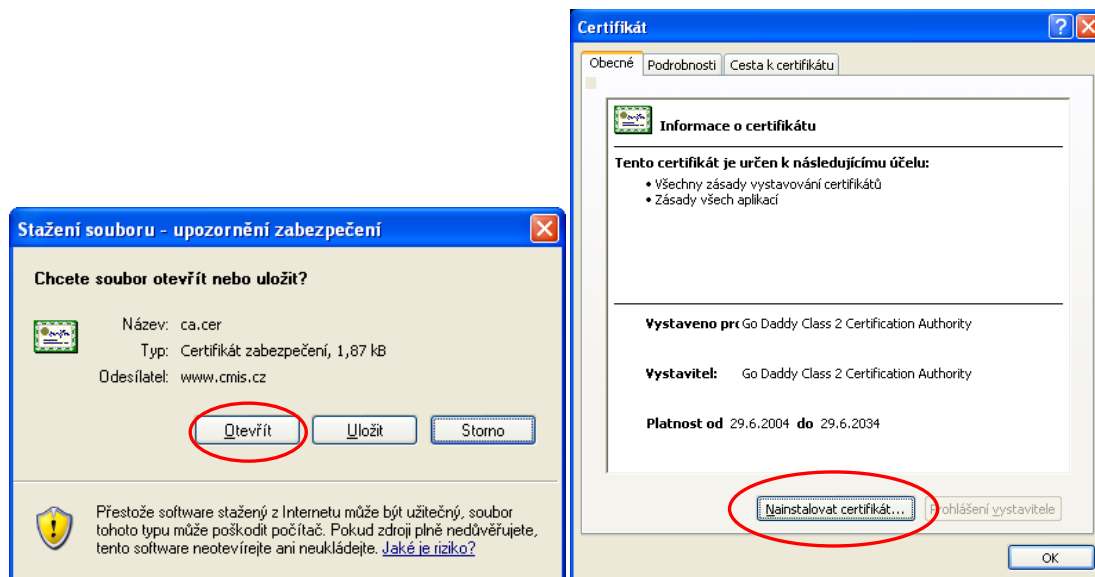 Stažení souboru - upozornění zabezpečení
Chcete soubor otevřít nebo uložit?
Název: ca.cer
Typ: Certifikát zabezpečení, 1,87 kB
Odesílatel: www.cmis.cz
Otevřít Uložit Storno
Přestože software stažený z Internetu může být užitečný, soubor
tohoto typu může poškodit počítač. Pokud zdroji plně nedůvěřujete,
tento software neotevírejte ani neukládejte. Jaké je riziko?
Certifikát
Obecné Podrobnosti Cesta k certifikátu
Informace o certifikátu
Tento certifikát je určen k následujícímu účelu:
• Všechny zásady vystavování certifikátů
• Zásady všech aplikací
Vystaveno pro Go Daddy Class 2 Certification Authority
Vystavitel: Go Daddy Class 2 Certification Authority
Platnost od 29.6.2004 do 29.6.2034
Nainstalovat certifikát... Prohlášení vystavitele
OK